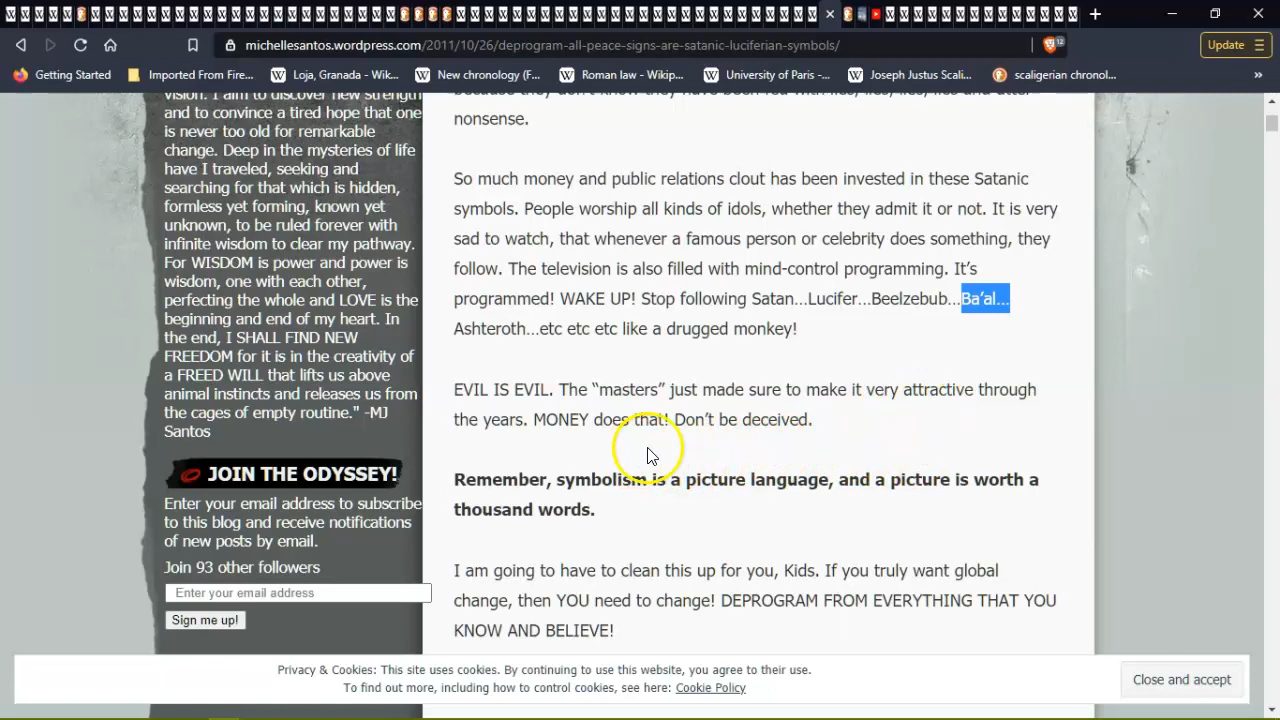 michellesantos.wordpress.com/2011/10/26/deprogram-all-peace-signs-are-satanic-luciferian-symbols/
12
Update
Getting Started
Imported From Fire...
Loja, Granada - Wik...
New chronology (F...
Roman law - Wikip...
University of Paris -...
Joseph Justus Scali...
scaligerian chronol...
»
vision. I aim to discover new strength
and to convince a tired hope that one
is never too old for remarkable
change. Deep in the mysteries of life
have I traveled, seeking and
searching for that which is hidden,
formless yet forming, known yet
unknown, to be ruled forever with
infinite wisdom to clear my pathway.
For WISDOM is power and power is
wisdom, one with each other,
perfecting the whole and LOVE is the
beginning and end of my heart. In
the end, I SHALL FIND NEW
FREEDOM for it is in the creativity of
a FREED WILL that lifts us above
animal instincts and releases us from
the cages of empty routine." -MJ
Santos
JOIN THE ODYSSEY!
Enter your email address to subscribe
to this blog and receive notifications
of new posts by email.
Join 93 other followers
Enter your email address
Sign me up!
because they don't know they have been fed with lies, lies, lies, lies and utter
nonsense.
So much money and public relations clout has been invested in these Satanic
symbols. People worship all kinds of idols, whether they admit it or not. It is very
sad to watch, that whenever a famous person or celebrity does something, they
follow. The television is also filled with mind-control programming. It’s
programmed! WAKE UP! Stop following Satan…Lucifer…Beelzebub…Ba’al…
Ashteroth…etc etc etc like a drugged monkey!
EVIL IS EVIL. The “masters” just made sure to make it very attractive through
the years. MONEY does that! Don’t be deceived.
Remember, symbolism is a picture language, and a picture is worth a
thousand words.
I am going to have to clean this up for you, Kids. If you truly want global
change, then YOU need to change! DEPROGRAM FROM EVERYTHING THAT YOU
KNOW AND BELIEVE!
Privacy & Cookies: This site uses cookies. By continuing to use this website, you agree to their use.
To find out more, including how to control cookies, see here: Cookie Policy
Close and accept